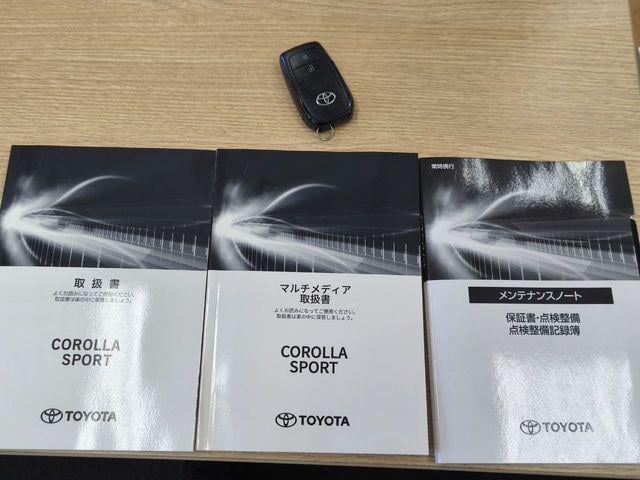 取扱書
よくお読みになってご使用ください。
取扱書は車の中に保管しましょう。
COROLLA
SPORT
TOYOTA
マルチメディア
取扱書
よくお読みになってご使用ください。
取扱書は車の中に保管しましょう。
COROLLA
SPORT
TOYOTA
常時携行
メンテナンスノート
保証書・点検整備
点検整備記録簿
TOYOTA